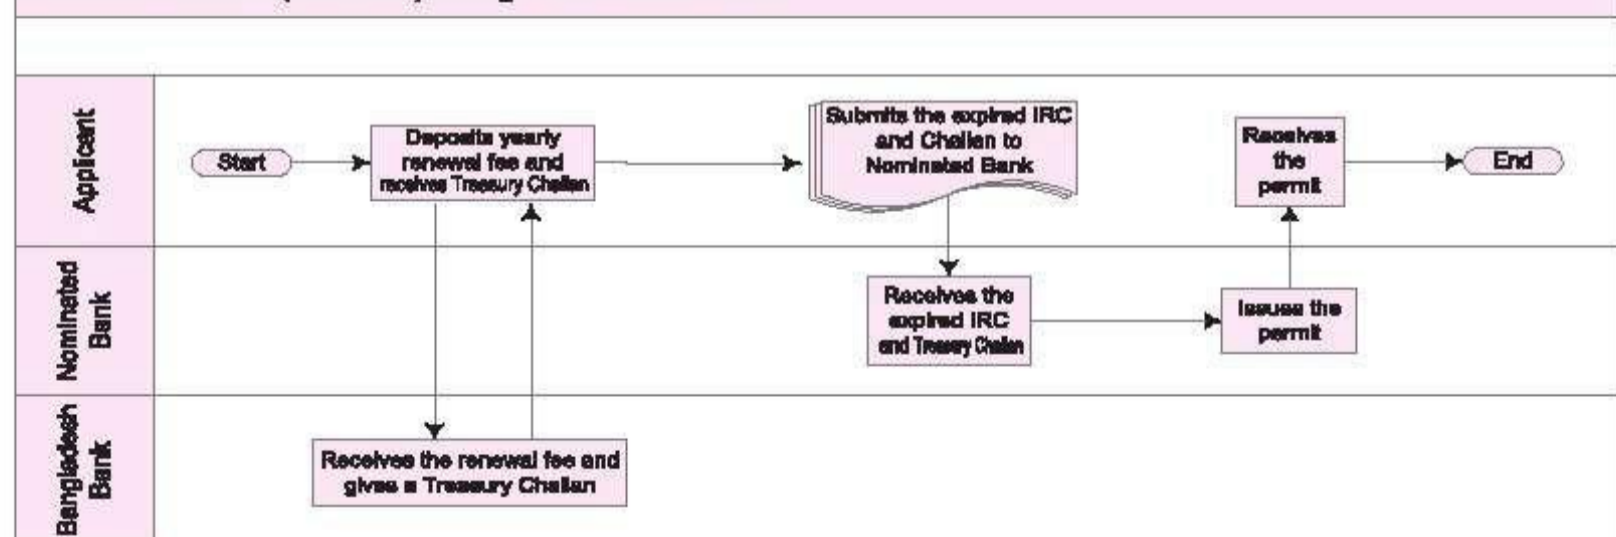 Applicant
Start
Deposits yearly
renewal fee and
receives Treasury Challan
Submits the expired IRC
and Challan to
Nominated Bank
Receives
the
permit
End
Nominated
Bank
Receives the
expired IRC
and Treasury Challan
Issues the
permit
Bangladesh
Bank
Receives the renewal fee and
gives a Treasury Challan